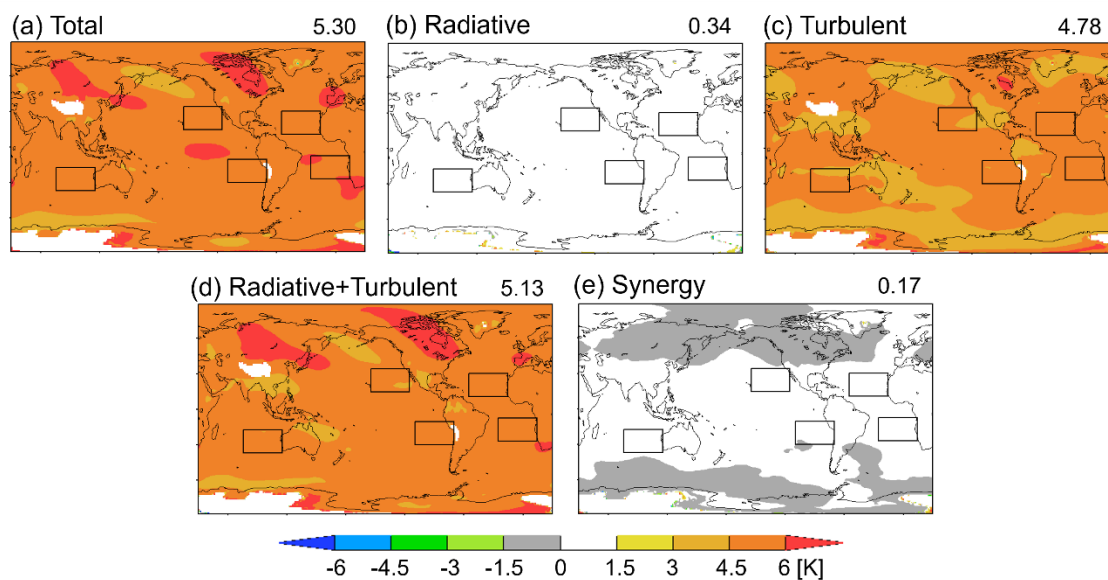 (a) Total 5.30
(b) Radiative 0.34
(c) Turbulent 4.78
(d) Radiative+Turbulent 5.13
(e) Synergy 0.17
-6 -4.5 -3 -1.5 0 1.5 3 4.5 6 [K]